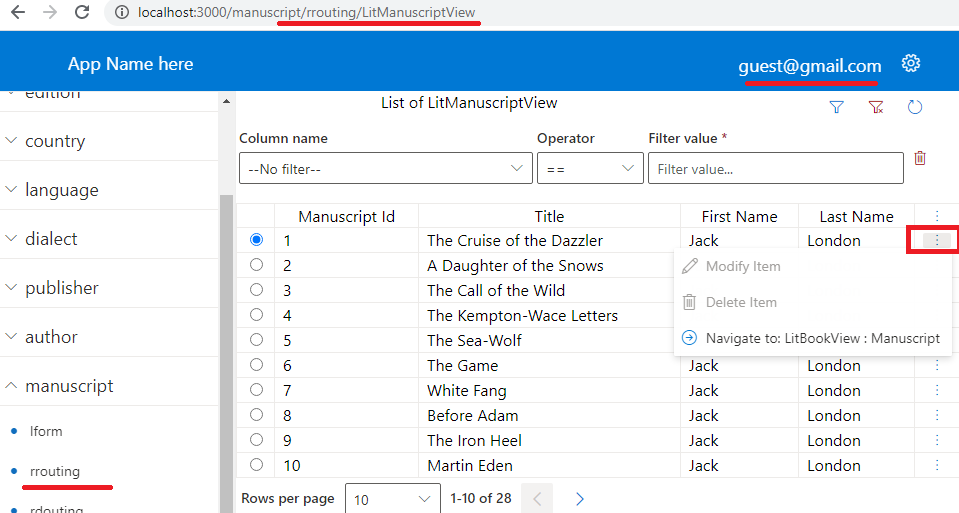 localhost:3000/manuscript/rrouting/LitManuscriptView
App Name here
guest@gmail.com
edition
country
language
dialect
publisher
author
manuscript
lform
rrouting
rdouting
List of LitManuscriptView
Column name Operator Filter value *
--No filter-- == Filter value...
Manuscript Id Title First Name Last Name
1 The Cruise of the Dazzler Jack London
2 A Daughter of the Snows
3 The Call of the Wild
4 The Kempton-Wace Letters
5 The Sea-Wolf
6 The Game Jack London
7 White Fang Jack London
8 Before Adam Jack London
9 The Iron Heel Jack London
10 Martin Eden Jack London
Modify Item
Delete Item
Navigate to: LitBookView : Manuscript
Rows per page 10 1-10 of 28